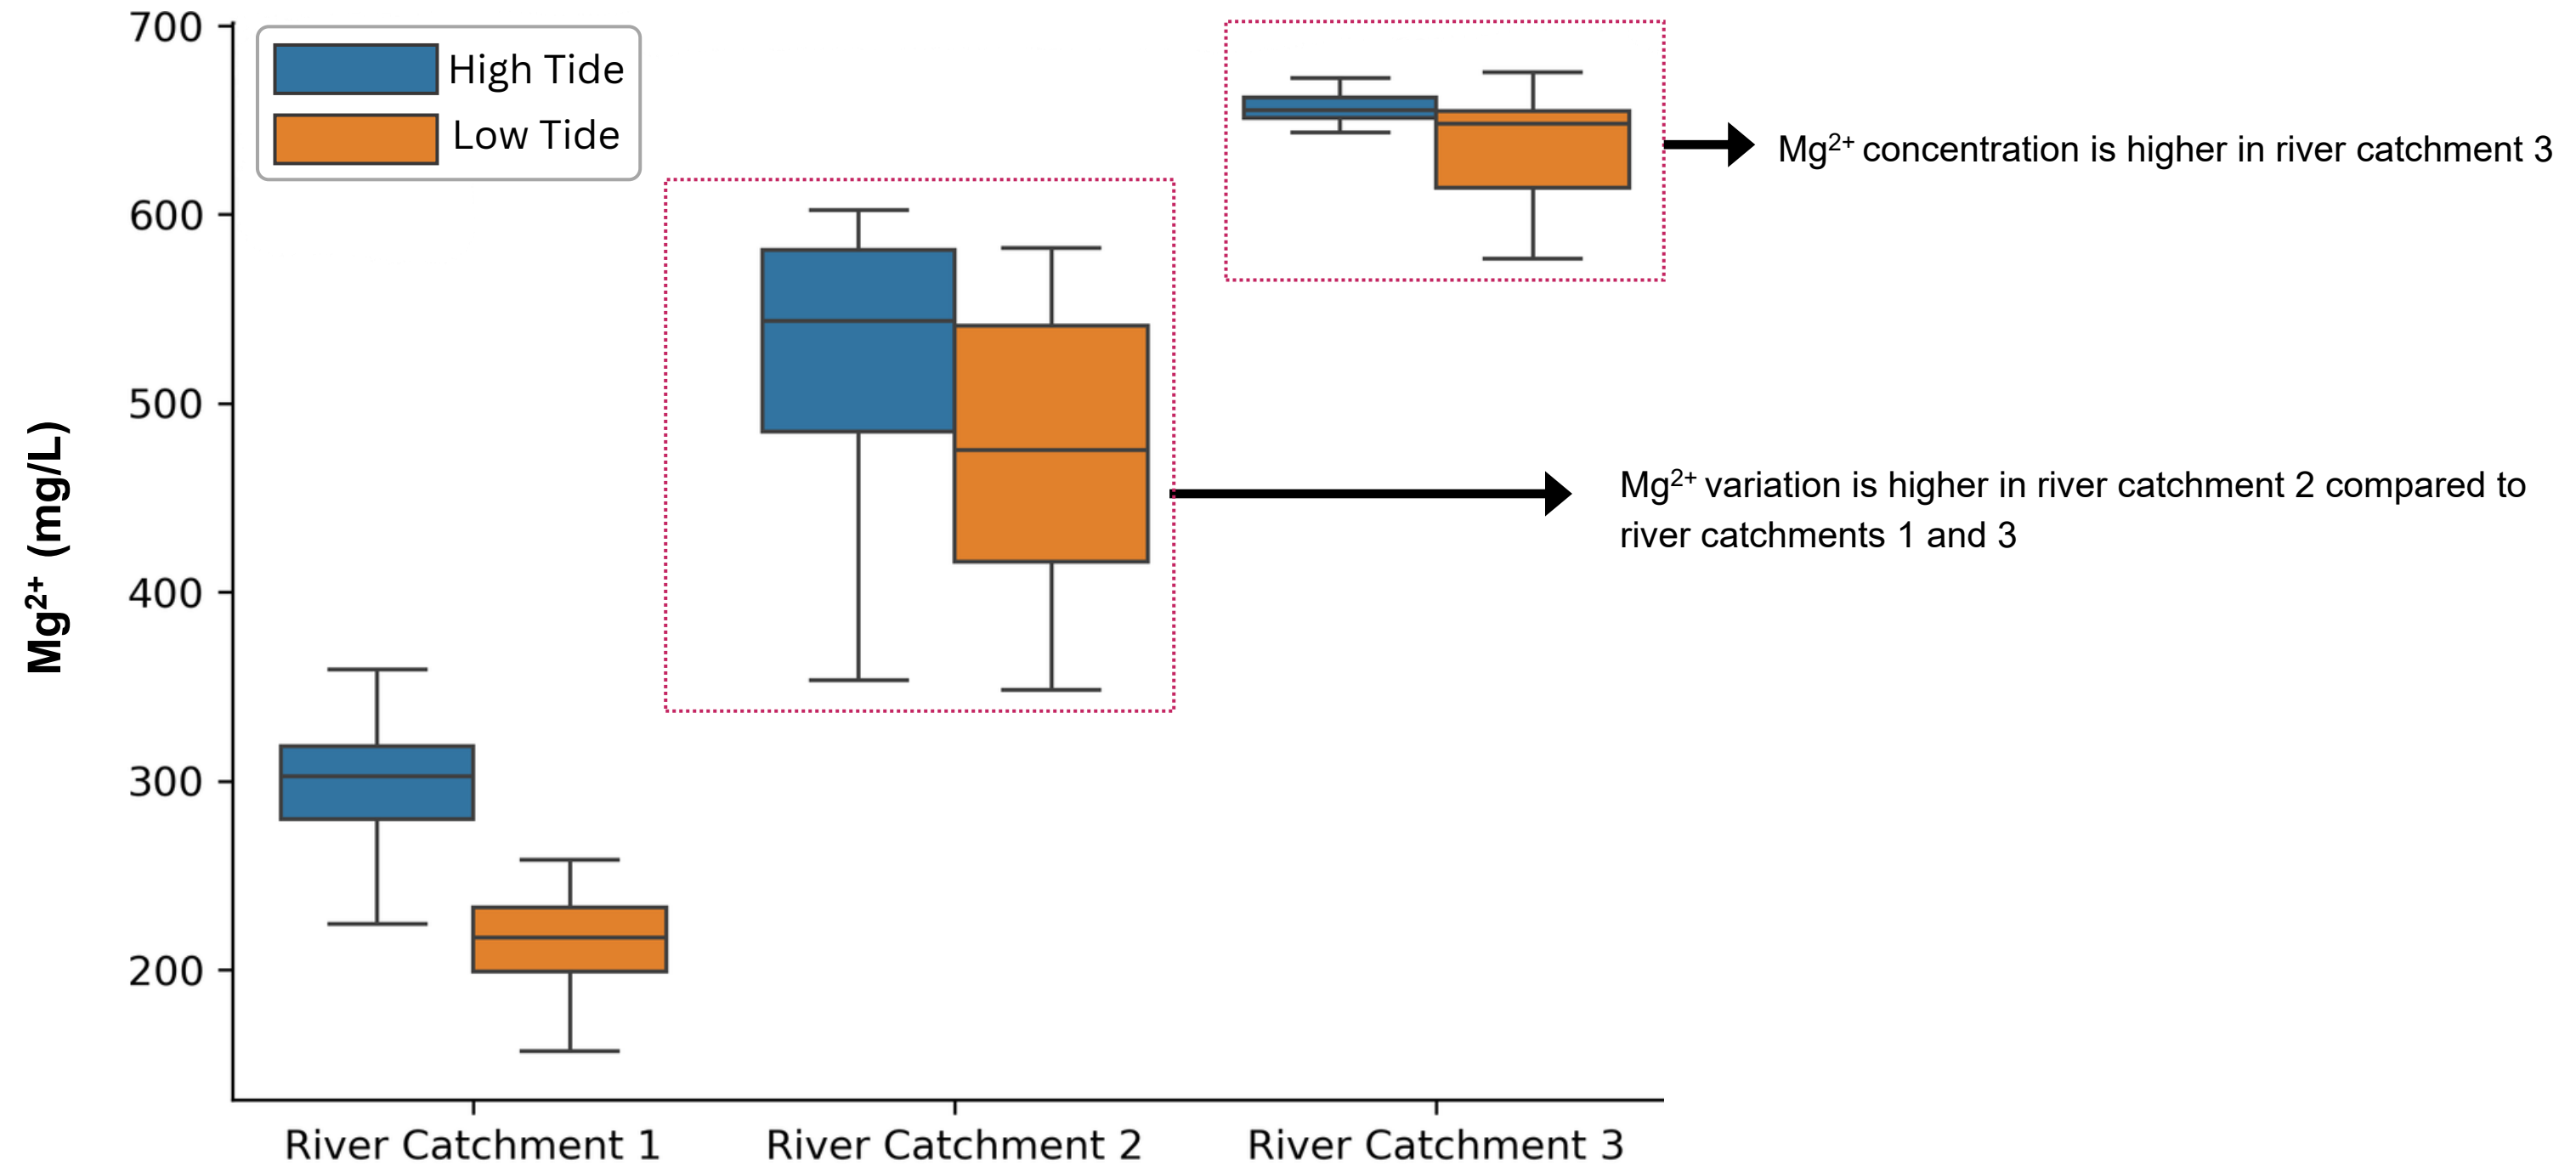 700
600
500
400
300
200
Mg²⁺ (mg/L)
High Tide
Low Tide
Mg²⁺ concentration is higher in river catchment 3
Mg²⁺ variation is higher in river catchment 2 compared to
river catchments 1 and 3
River Catchment 1
River Catchment 2
River Catchment 3